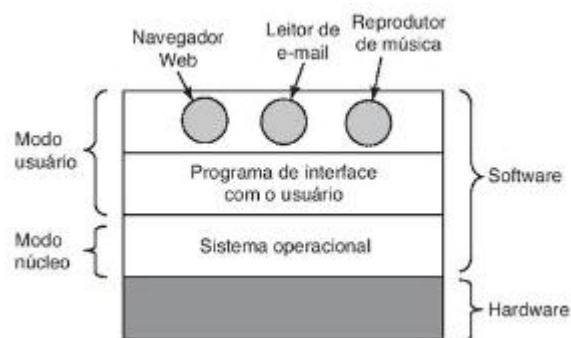 Navegador
Web
Leitor de
e-mail
Reprodutor
de música
Modo
usuário
Programa de interface
com o usuário
Software
Modo
núcleo
Sistema operacional
Hardware